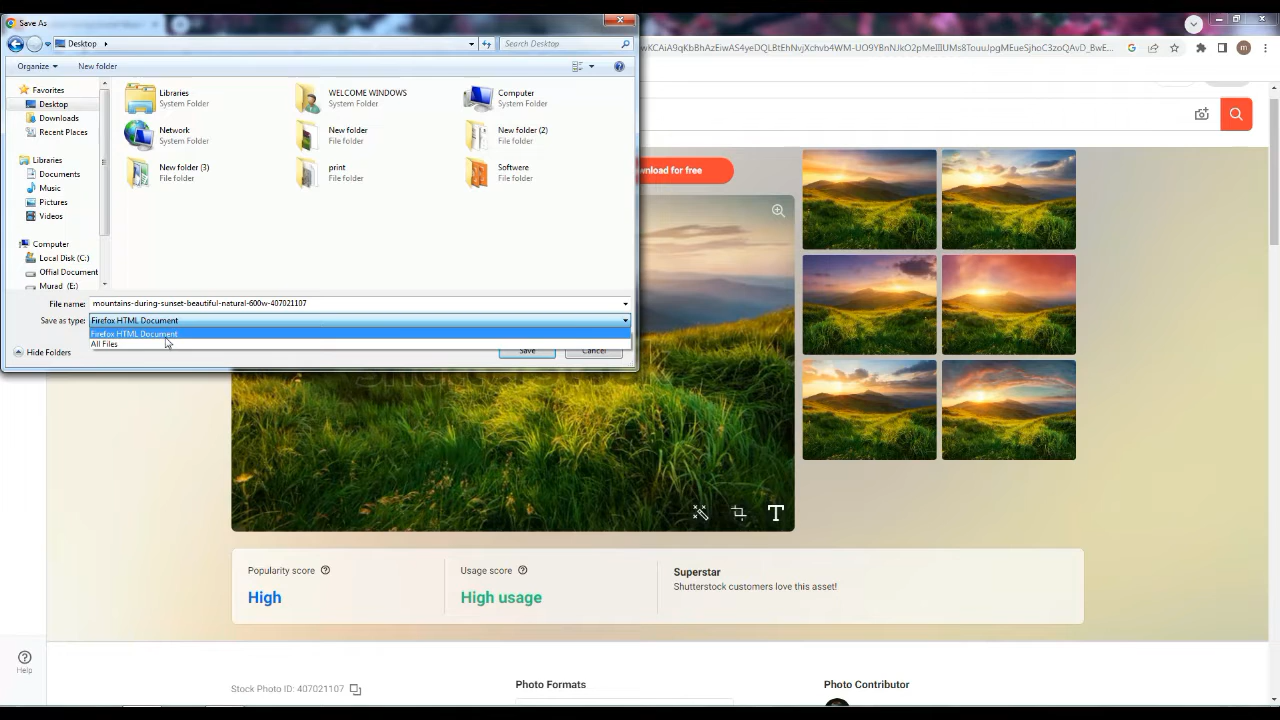 Save As
Desktop
Search Desktop
wKCAiA9qKbBhAzEiwAS4yeDQLBtEhNvjXchvb4WM-UO9YBnNJkO2pMeIIUMs8TouuJpgMEueSjhoC3zoQAvD_BwE...
m
Organize
New folder
Favorites
Desktop
Downloads
Recent Places
Libraries
Documents
Music
Pictures
Videos
Computer
Local Disk (C:)
Offial Document
Murad (E:)
Libraries
System Folder
WELCOME WINDOWS
System Folder
Computer
System Folder
Network
System Folder
New folder
File folder
New folder (2)
File folder
New folder (3)
File folder
print
File folder
Softwere
File folder
File name:
mountains-during-sunset-beautiful-natural-600w-407021107
Save as type:
Firefox HTML Document
Firefox HTML Document
All Files
Hide Folders
Save
Cancel
wnload for free
T
Popularity score
High
Usage score
High usage
Superstar
Shutterstock customers love this asset!
Help
Stock Photo ID: 407021107
Photo Formats
Photo Contributor